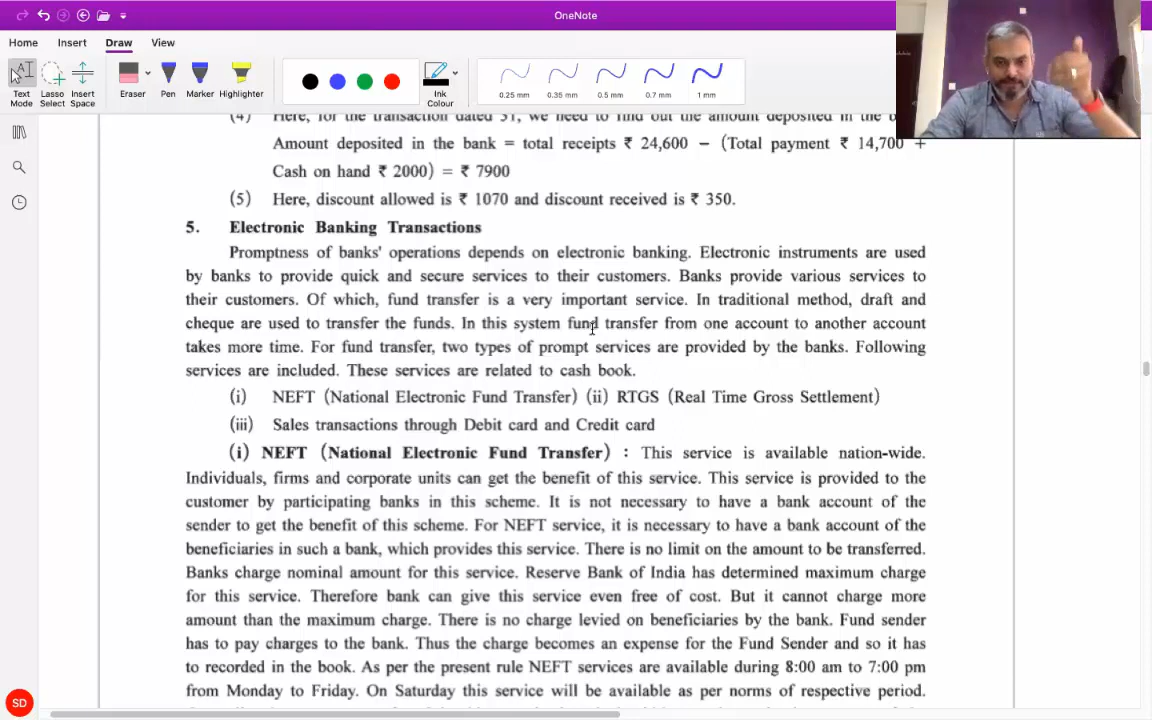 OneNote
Home Insert Draw View
Text Mode
Lasso Select
Insert Space
Eraser
Pen
Marker
Highlighter
Ink Colour
0.25 mm 0.35 mm 0.5 mm 0.7 mm 1 mm
(4) Here, for the transaction dated 31, we need to find out the amount deposited in the
Amount deposited in the bank = total receipts ₹ 24,600 − (Total payment ₹ 14,700 +
Cash on hand ₹ 2000) = ₹ 7900
(5) Here, discount allowed is ₹ 1070 and discount received is ₹ 350.
5. Electronic Banking Transactions
Promptness of banks' operations depends on electronic banking. Electronic instruments are used
by banks to provide quick and secure services to their customers. Banks provide various services to
their customers. Of which, fund transfer is a very important service. In traditional method, draft and
cheque are used to transfer the funds. In this system fund transfer from one account to another account
takes more time. For fund transfer, two types of prompt services are provided by the banks. Following
services are included. These services are related to cash book.
(i) NEFT (National Electronic Fund Transfer) (ii) RTGS (Real Time Gross Settlement)
(iii) Sales transactions through Debit card and Credit card
(i) NEFT (National Electronic Fund Transfer) : This service is available nation-wide.
Individuals, firms and corporate units can get the benefit of this service. This service is provided to the
customer by participating banks in this scheme. It is not necessary to have a bank account of the
sender to get the benefit of this scheme. For NEFT service, it is necessary to have a bank account of the
beneficiaries in such a bank, which provides this service. There is no limit on the amount to be transferred.
Banks charge nominal amount for this service. Reserve Bank of India has determined maximum charge
for this service. Therefore bank can give this service even free of cost. But it cannot charge more
amount than the maximum charge. There is no charge levied on beneficiaries by the bank. Fund sender
has to pay charges to the bank. Thus the charge becomes an expense for the Fund Sender and so it has
to recorded in the book. As per the present rule NEFT services are available during 8:00 am to 7:00 pm
from Monday to Friday. On Saturday this service will be available as per norms of respective period.
SD